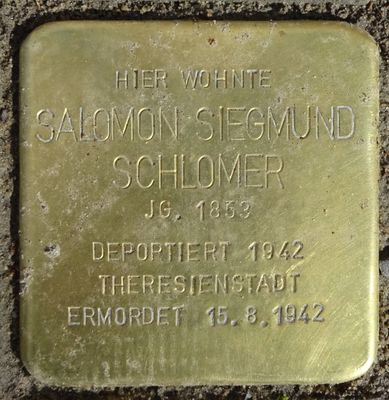 HIER WOHNTE
SALOMON SIEGMUND
SCHLOMER
JG. 1853
DEPORTIERT 1942
THERESIENSTADT
ERMORDET 15.8.1942